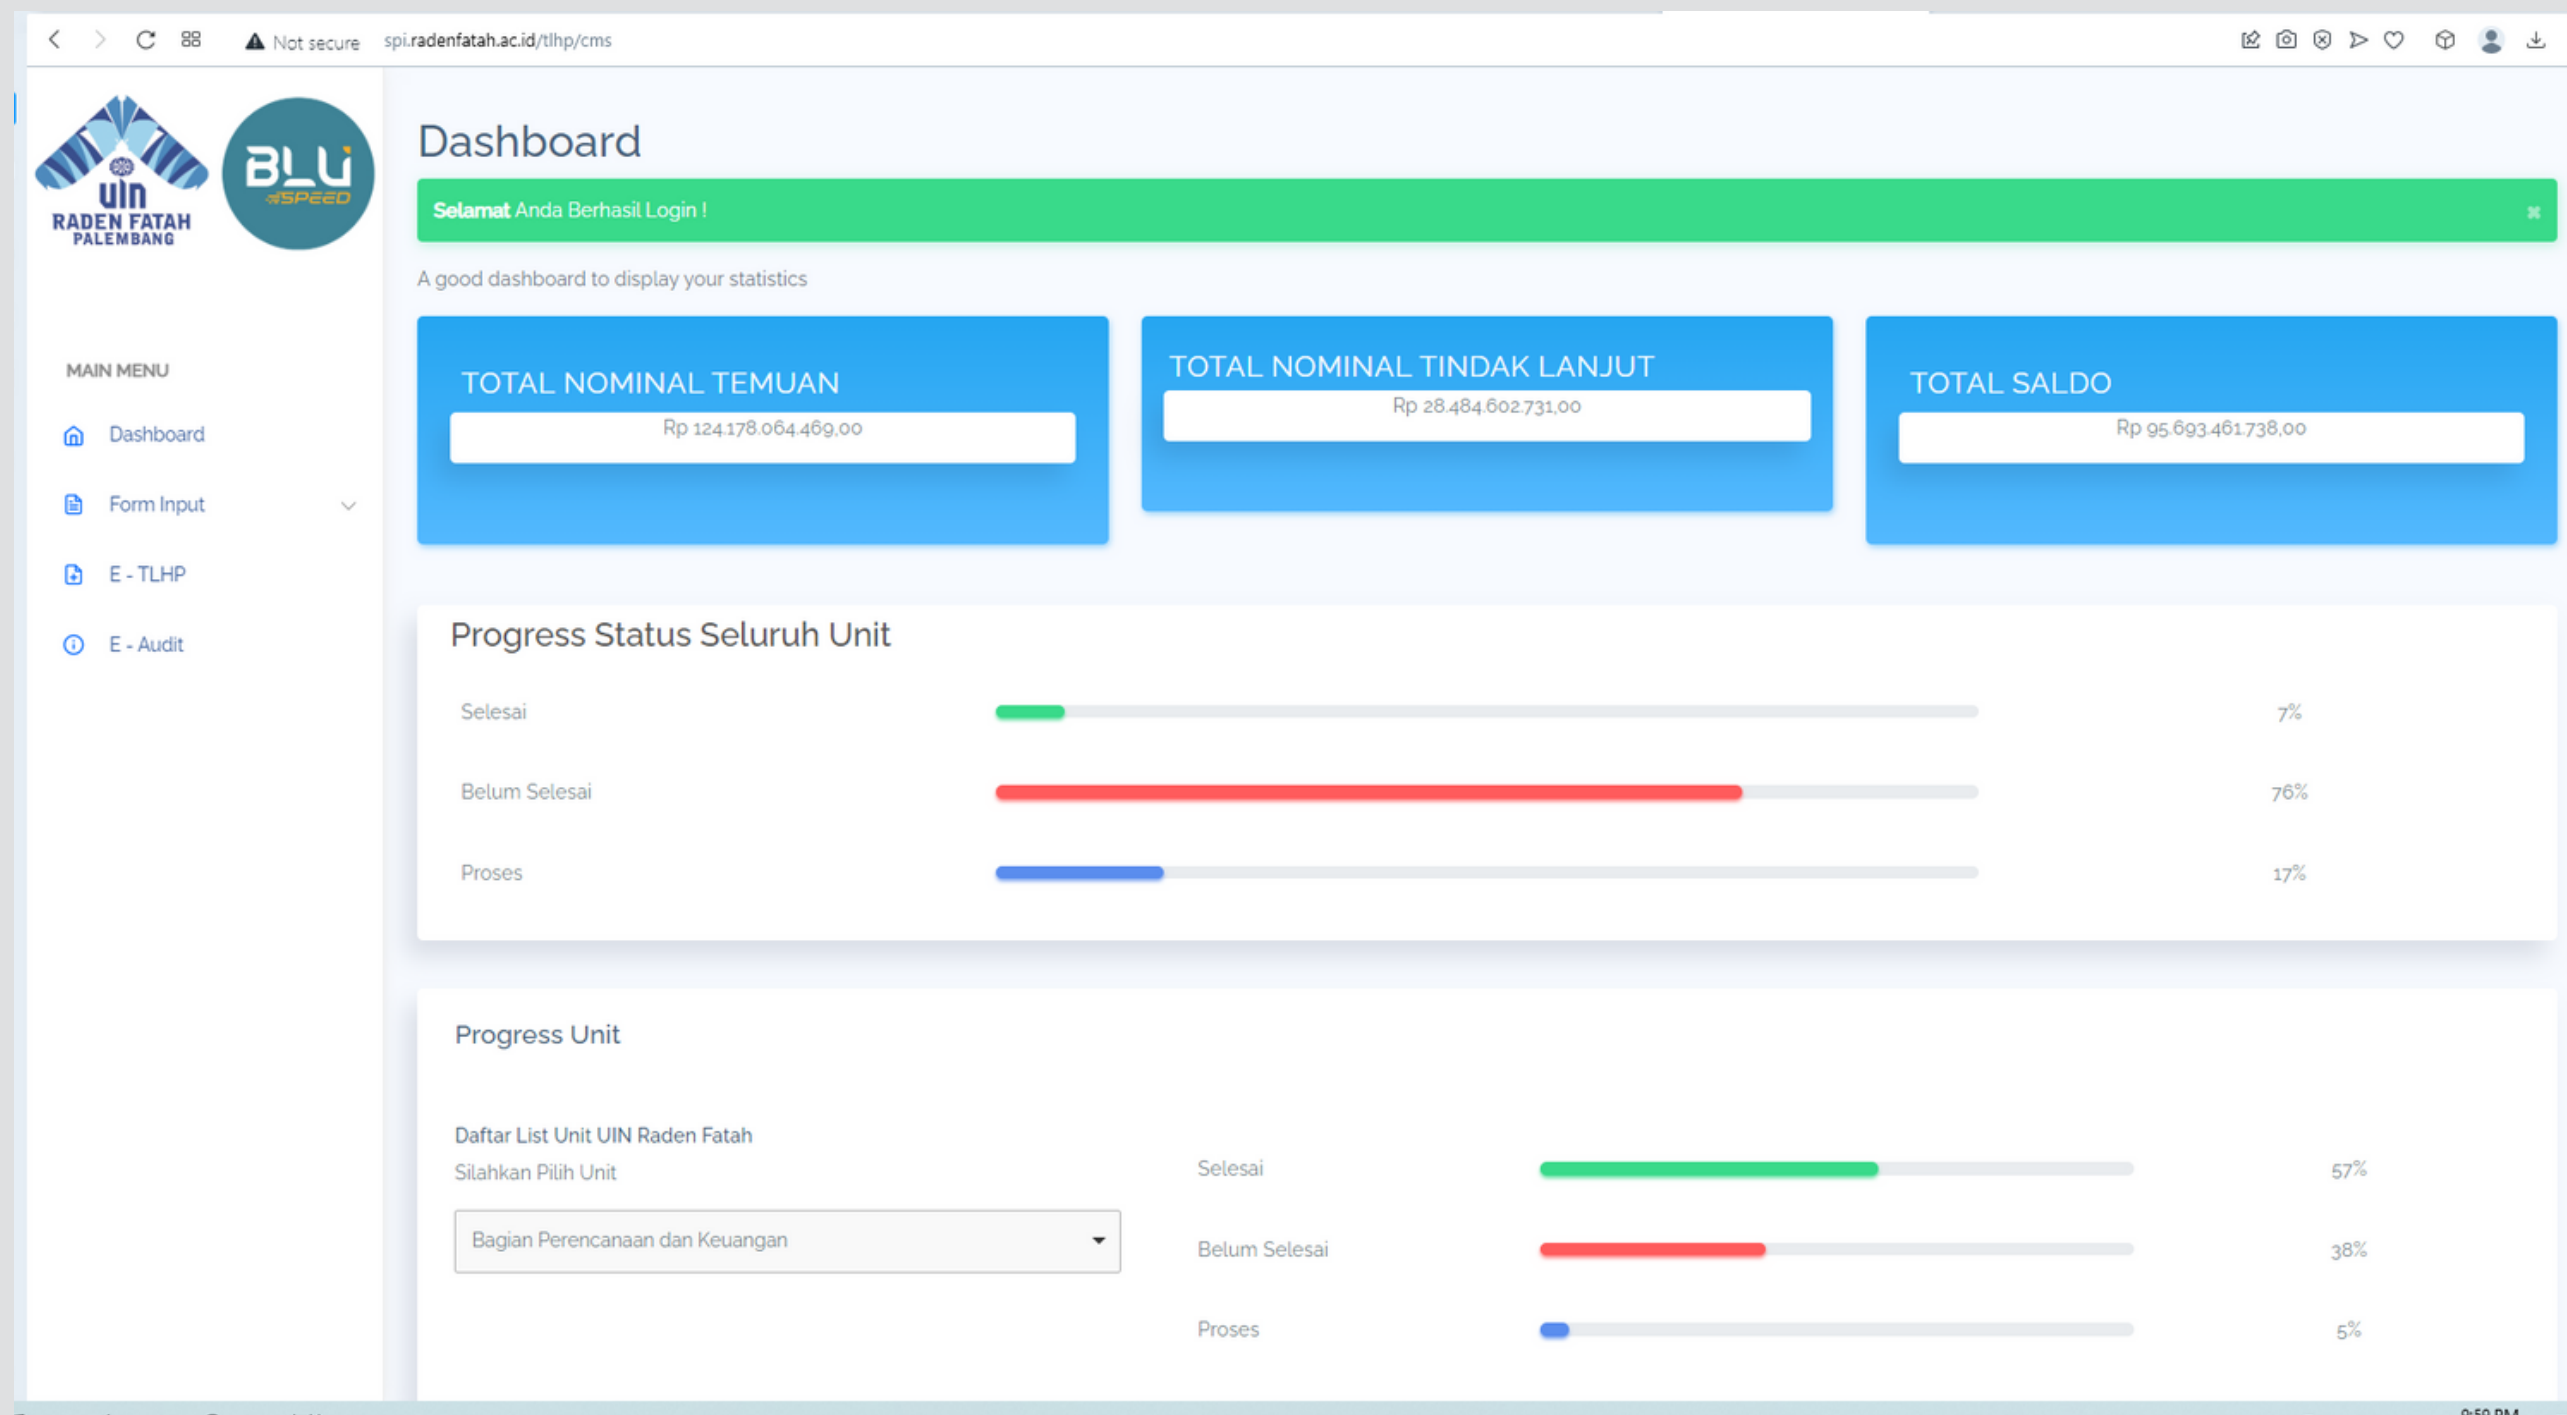 Not secure spi.radenfatah.ac.id/tlhp/cms
uin
RADEN FATAH
PALEMBANG
BLU
SPEED
MAIN MENU
Dashboard
Form Input
E - TLHP
E - Audit
Dashboard
Selamat Anda Berhasil Login !
A good dashboard to display your statistics
TOTAL NOMINAL TEMUAN
Rp 124.178.064.469,00
TOTAL NOMINAL TINDAK LANJUT
Rp 28.484.602.731,00
TOTAL SALDO
Rp 95.693.461.738,00
Progress Status Seluruh Unit
Selesai 7%
Belum Selesai 76%
Proses 17%
Progress Unit
Daftar List Unit UIN Raden Fatah
Silahkan Pilih Unit
Bagian Perencanaan dan Keuangan
Selesai 57%
Belum Selesai 38%
Proses 5%